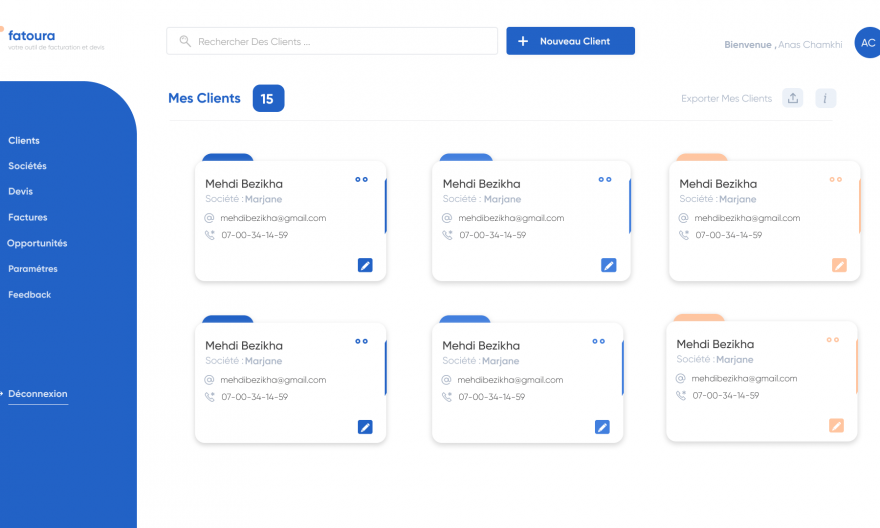 fatoura
votre outil de facturation et devis.
Rechercher Des Clients ...
+ Nouveau Client
Bienvenue , Anas Chamkhi
AC
Mes Clients 15
Exporter Mes Clients
i
Clients
Sociétés
Devis
Factures
Opportunités
Paramétres
Feedback
Déconnexion
Mehdi Bezikha
Société : Marjane
mehdibezikha@gmail.com
07-00-34-14-59
Mehdi Bezikha
Société : Marjane
mehdibezikha@gmail.com
07-00-34-14-59
Mehdi Bezikha
Société : Marjane
mehdibezikha@gmail.com
07-00-34-14-59
Mehdi Bezikha
Société : Marjane
mehdibezikha@gmail.com
07-00-34-14-59
Mehdi Bezikha
Société : Marjane
mehdibezikha@gmail.com
07-00-34-14-59
Mehdi Bezikha
Société : Marjane
mehdibezikha@gmail.com
07-00-34-14-59